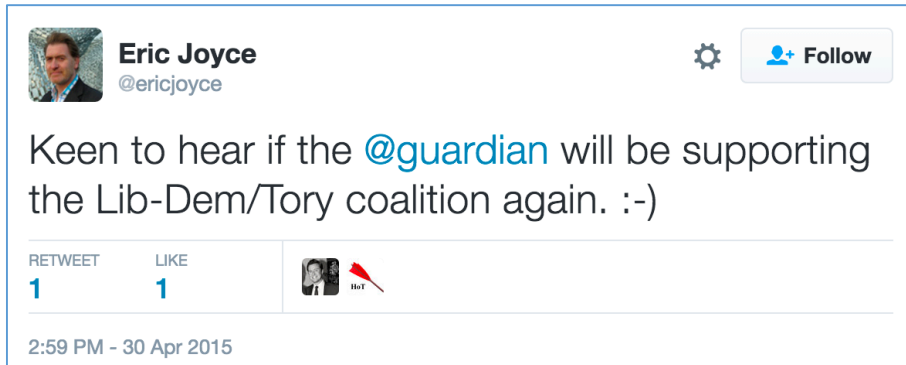 Eric Joyce
@ericjoyce
Follow
Keen to hear if the @guardian will be supporting
the Lib-Dem/Tory coalition again. :-)
RETWEET LIKE
1 1
HoT
2:59 PM - 30 Apr 2015